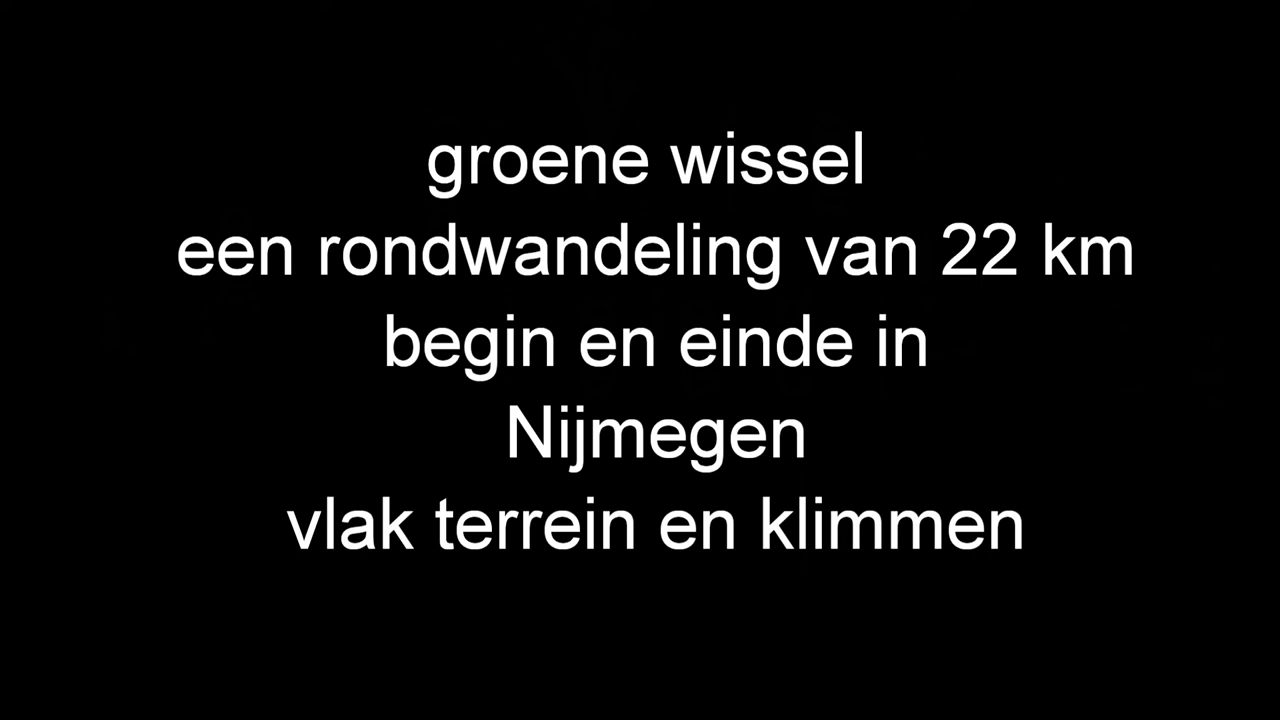 groene wissel
een rondwandeling van 22 km
begin en einde in
Nijmegen
vlak terrein en klimmen